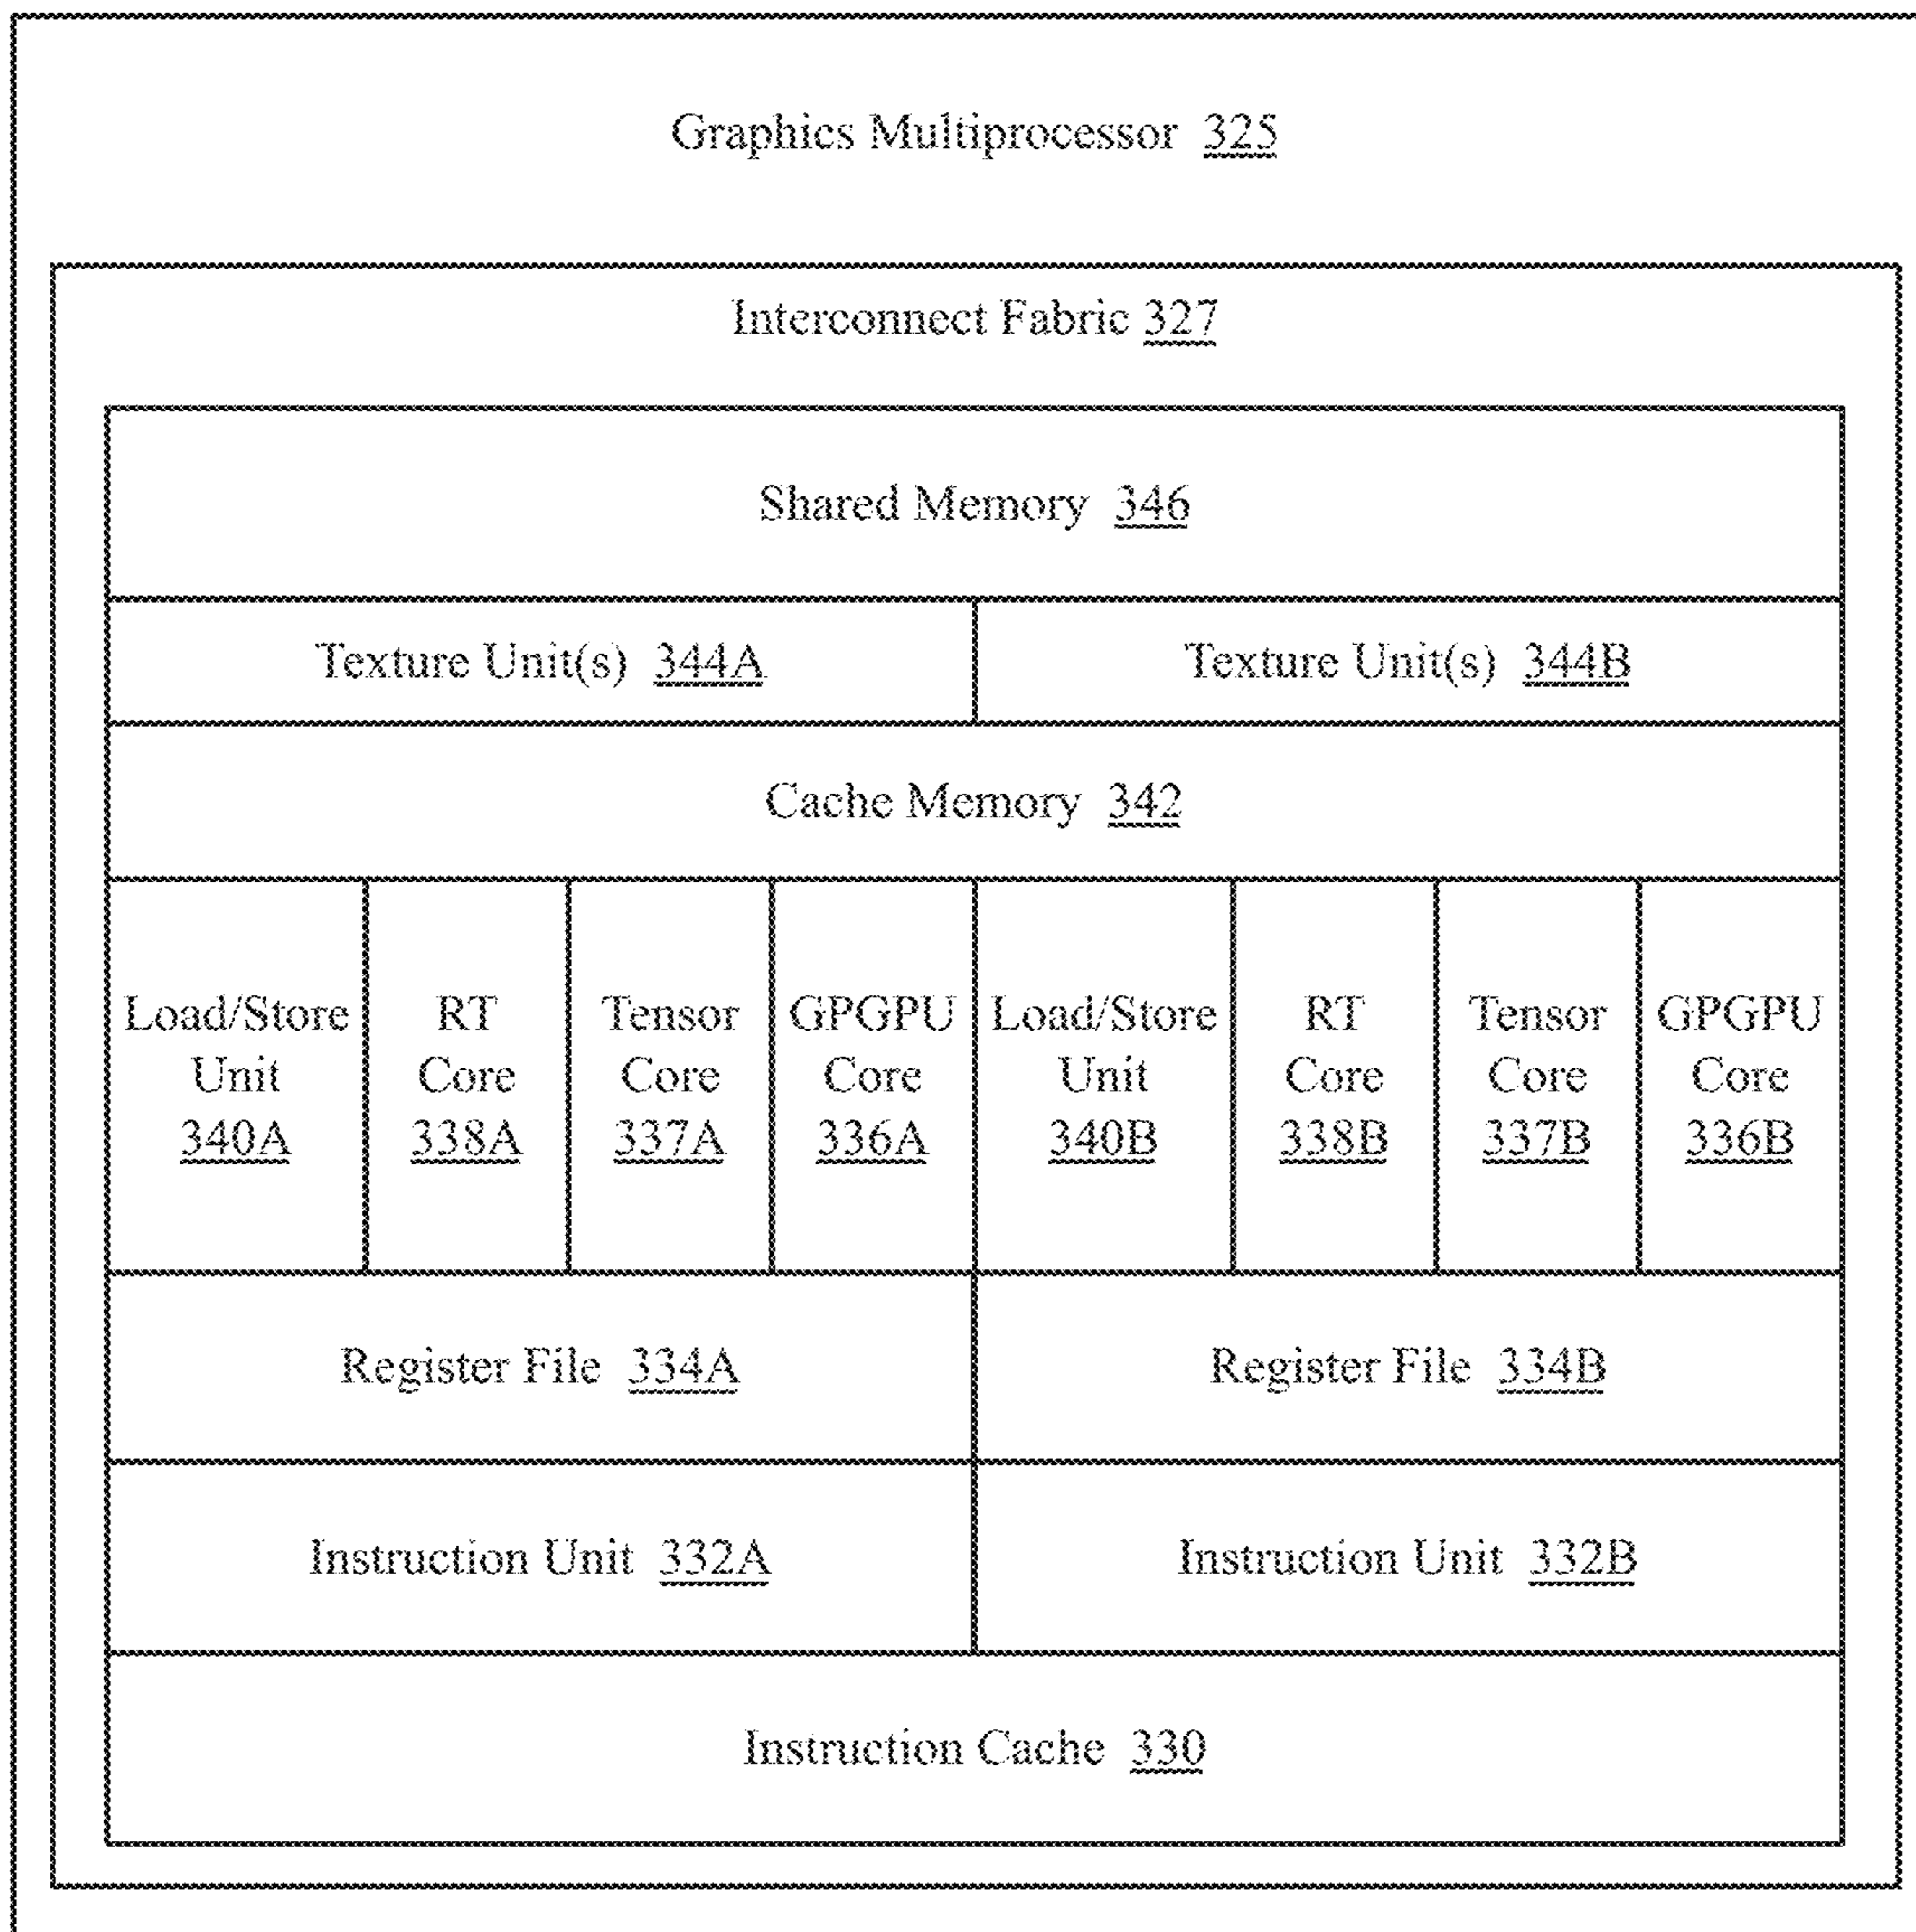 Graphics Multiprocessor 325
Interconnect Fabric 327
Shared Memory 346
Texture Unit(s) 344A
Texture Unit(s) 344B
Cache Memory 342
Load/Store
Unit
340A
RT
Core
338A
Tensor
Core
337A
GPGPU
Core
336A
Load/Store
Unit
340B
RT
Core
338B
Tensor
Core
337B
GPGPU
Core
336B
Register File 334A
Register File 334B
Instruction Unit 332A
Instruction Unit 332B
Instruction Cache 330